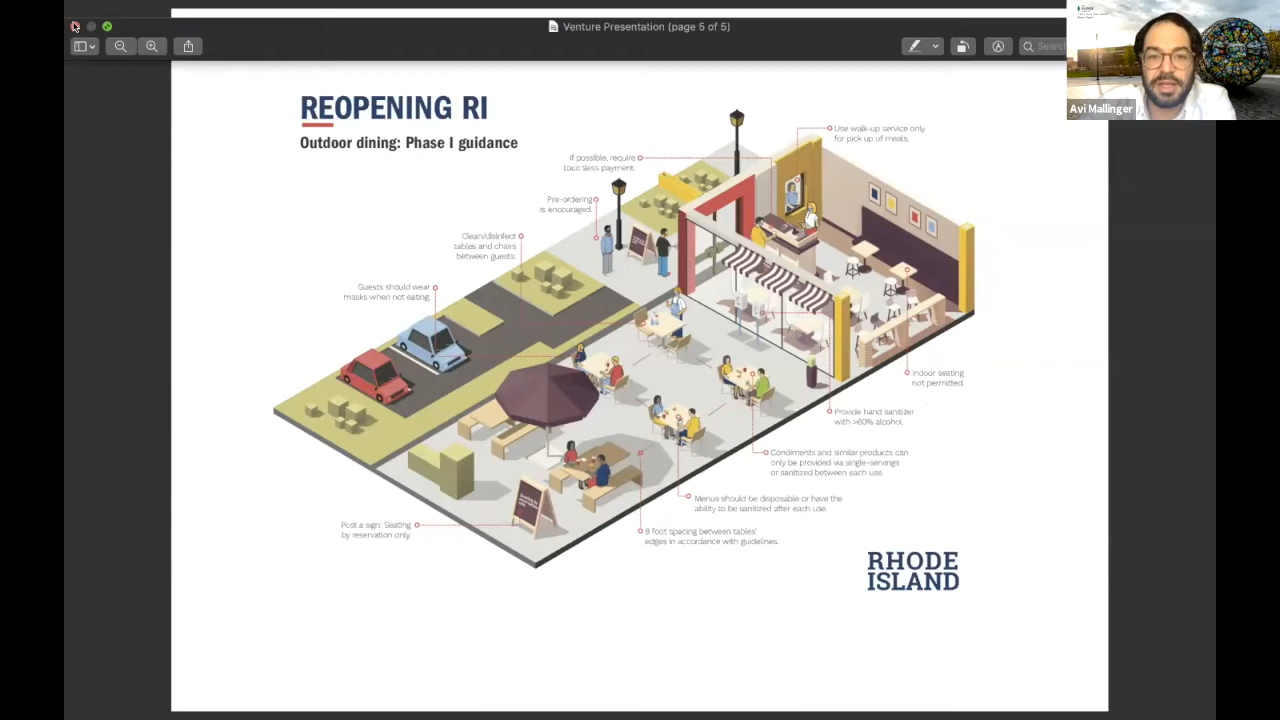 Venture Presentation (page 5 of 5)
Search
Avi Mallinger
REOPENING RI
Outdoor dining: Phase I guidance
Use walk-up service only
for pick up of meals.
If possible, require
touchless payment.
Pre-ordering
is encouraged.
Clean/disinfect
tables and chairs
between guests.
Guests should wear
masks when not eating.
Indoor seating
not permitted.
Provide hand sanitizer
with >60% alcohol.
Condiments and similar products can
only be provided via single-servings
or sanitized between each use.
Menus should be disposable or have the
ability to be sanitized after each use.
Post a sign: Seating
by reservation only
8 foot spacing between tables'
edges in accordance with guidelines.
RHODE
ISLAND